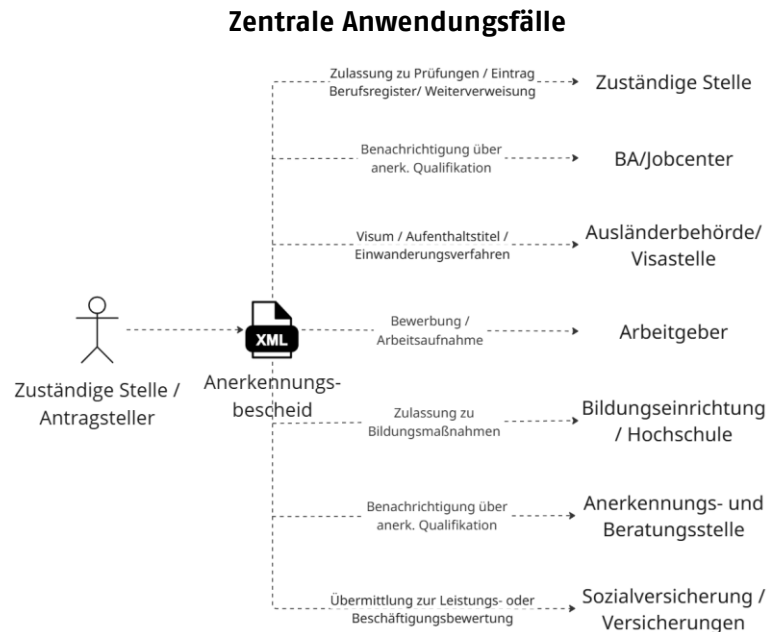 Zentrale Anwendungsfälle
Zulassung zu Prüfungen / Eintrag
Berufsregister/ Weiterverweisung
Zuständige Stelle
Benachrichtigung über
anerk. Qualifikation
BA/Jobcenter
Visum / Aufenthaltstitel /
Einwanderungsverfahren
Ausländerbehörde/
Visastelle
XML
Bewerbung /
Arbeitsaufnahme
Arbeitgeber
Zuständige Stelle /
Antragsteller
Anerkennungs-
bescheid
Zulassung zu
Bildungsmaßnahmen
Bildungseinrichtung
/ Hochschule
Benachrichtigung über
anerk. Qualifikation
Anerkennungs- und
Beratungsstelle
Übermittlung zur Leistungs- oder
Beschäftigungsbewertung
Sozialversicherung /
Versicherungen